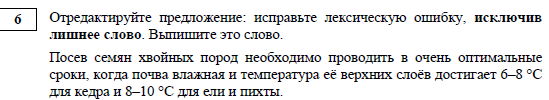 6
Отредактируйте предложение: исправьте лексическую ошибку, исключив
лишнее слово. Выпишите это слово.
Посев семян хвойных пород необходимо проводить в очень оптимальные
сроки, когда почва влажная и температура её верхних слоёв достигает 6–8 °С
для кедра и 8–10 °С для ели и пихты.